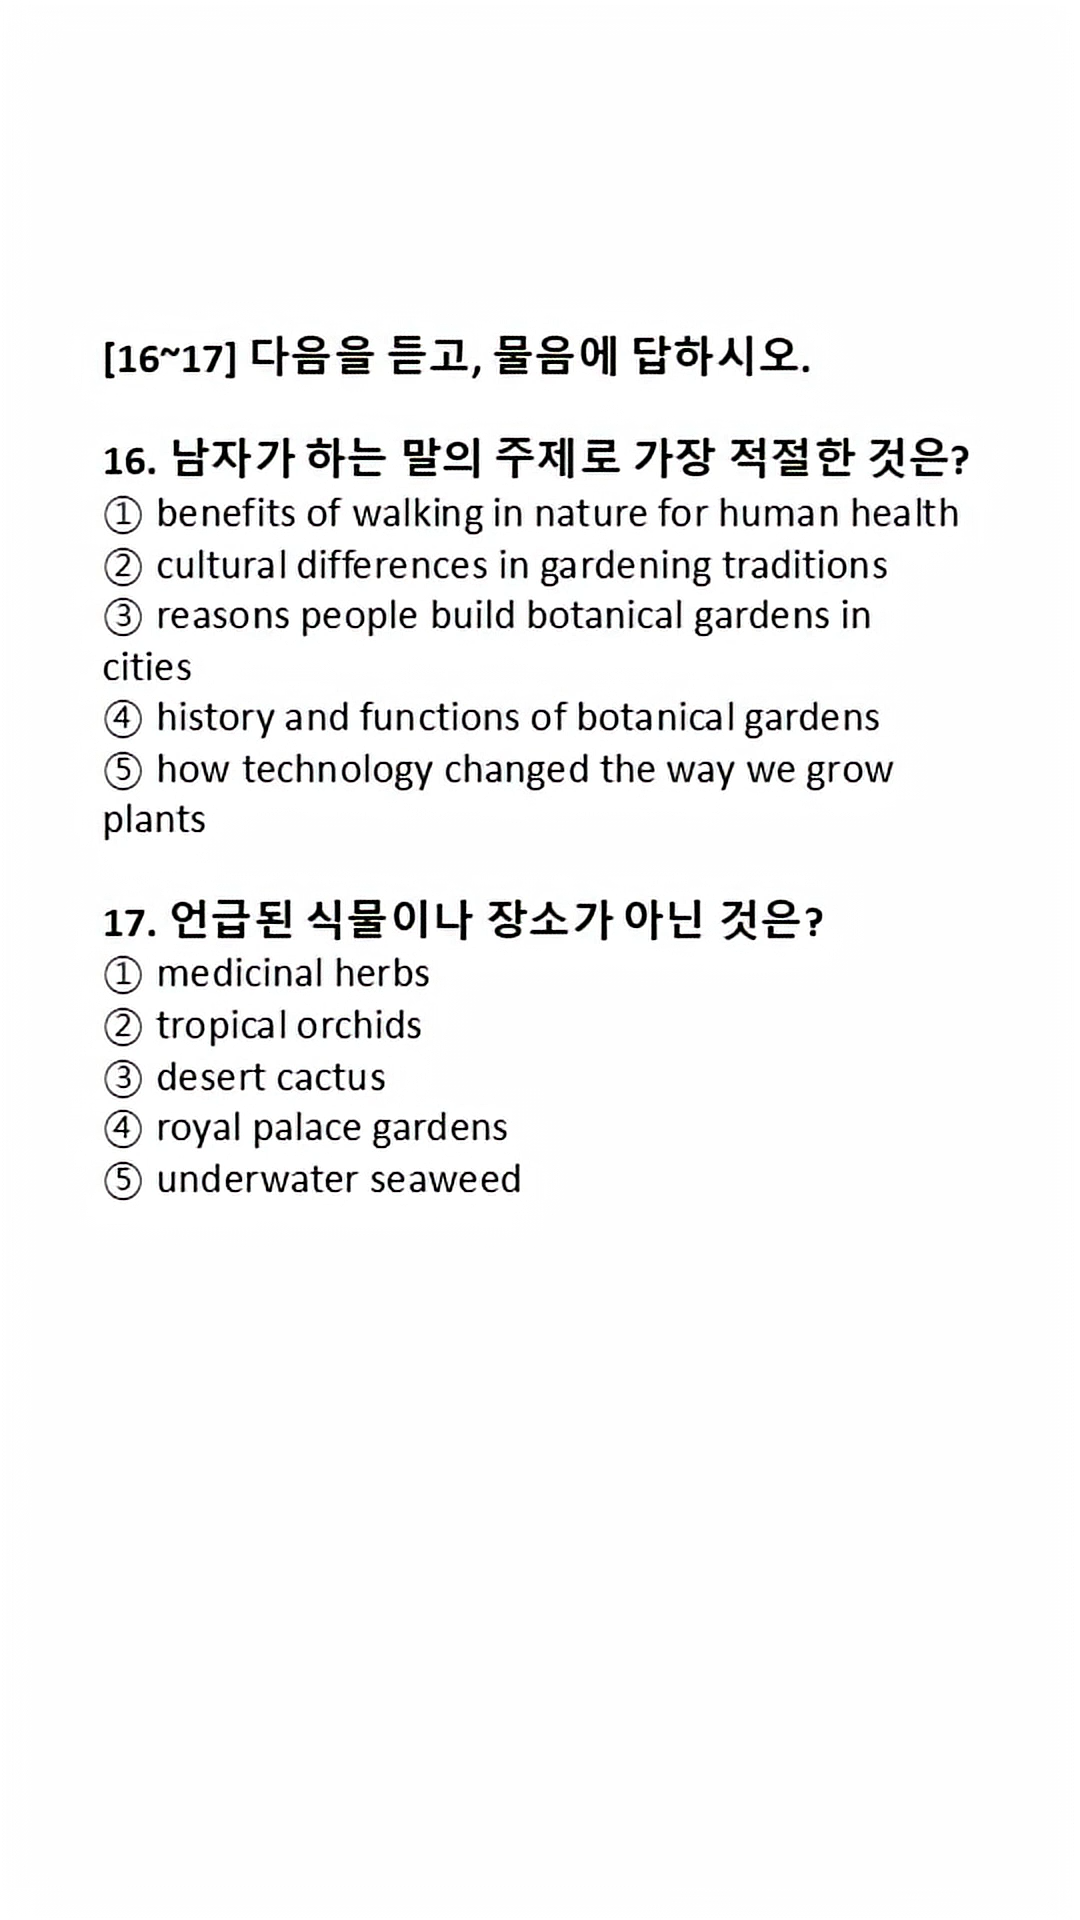 [16~17] 다음을 듣고, 물음에 답하시오.
16. 남자가 하는 말의 주제로 가장 적절한 것은?
① benefits of walking in nature for human health
② cultural differences in gardening traditions
③ reasons people build botanical gardens in
cities
④ history and functions of botanical gardens
⑤ how technology changed the way we grow
plants
17. 언급된 식물이나 장소가 아닌 것은?
① medicinal herbs
② tropical orchids
③ desert cactus
④ royal palace gardens
⑤ underwater seaweed